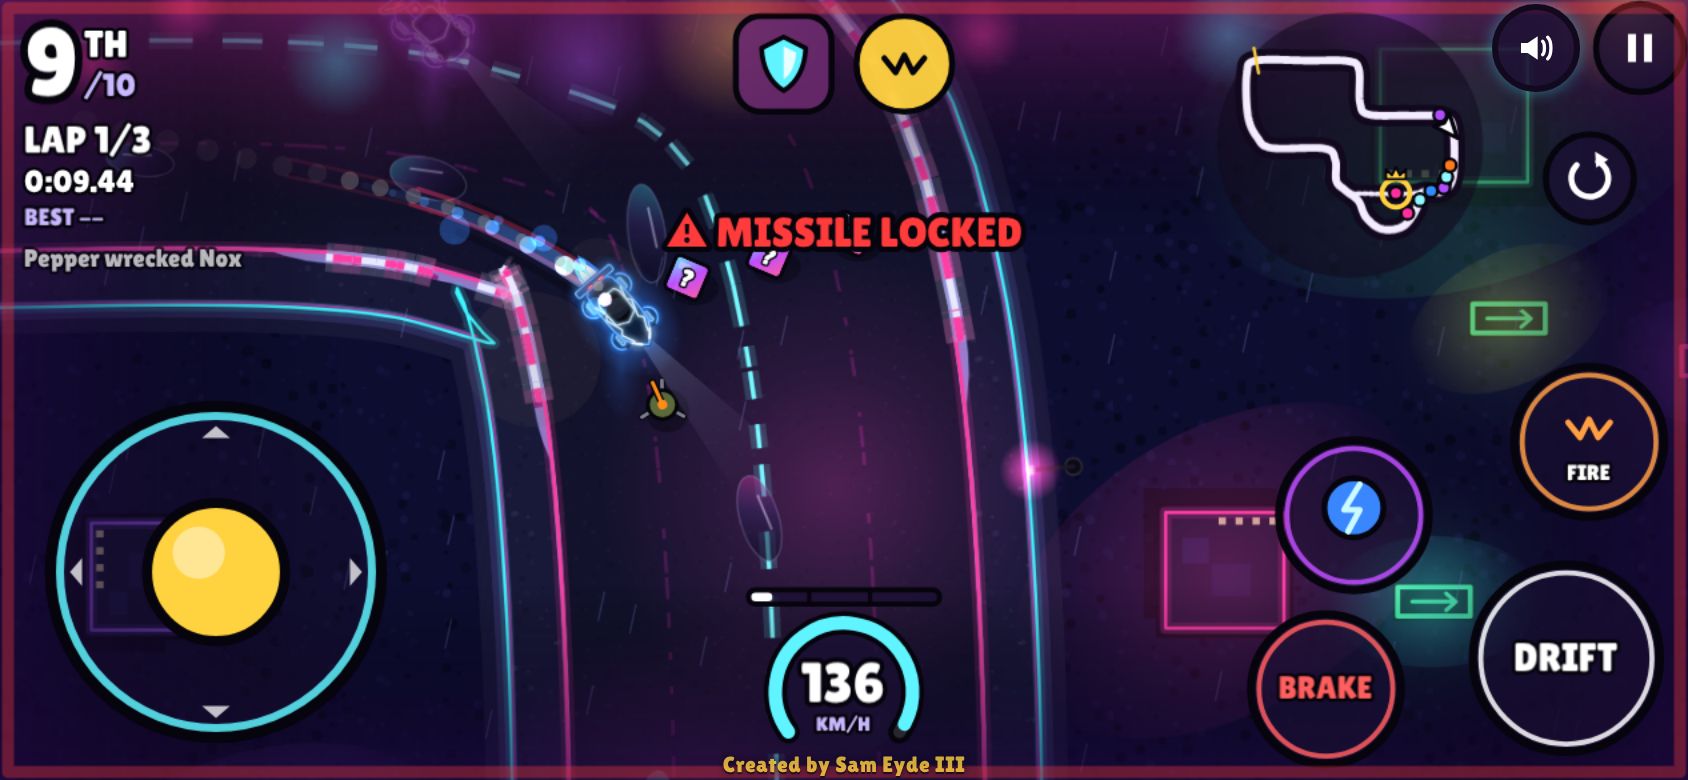 9TH
/10
LAP 1/3
0:09.44
BEST --
Pepper wrecked Nox
MISSILE LOCKED
?
?
FIRE
DRIFT
BRAKE
136
KM/H
Created by Sam Eyde III